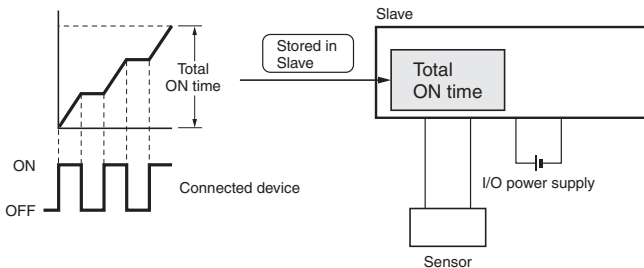 Slave
Stored in
Slave
Total
ON time
Total
ON time
ON
Connected device
OFF
I/O power supply
Sensor